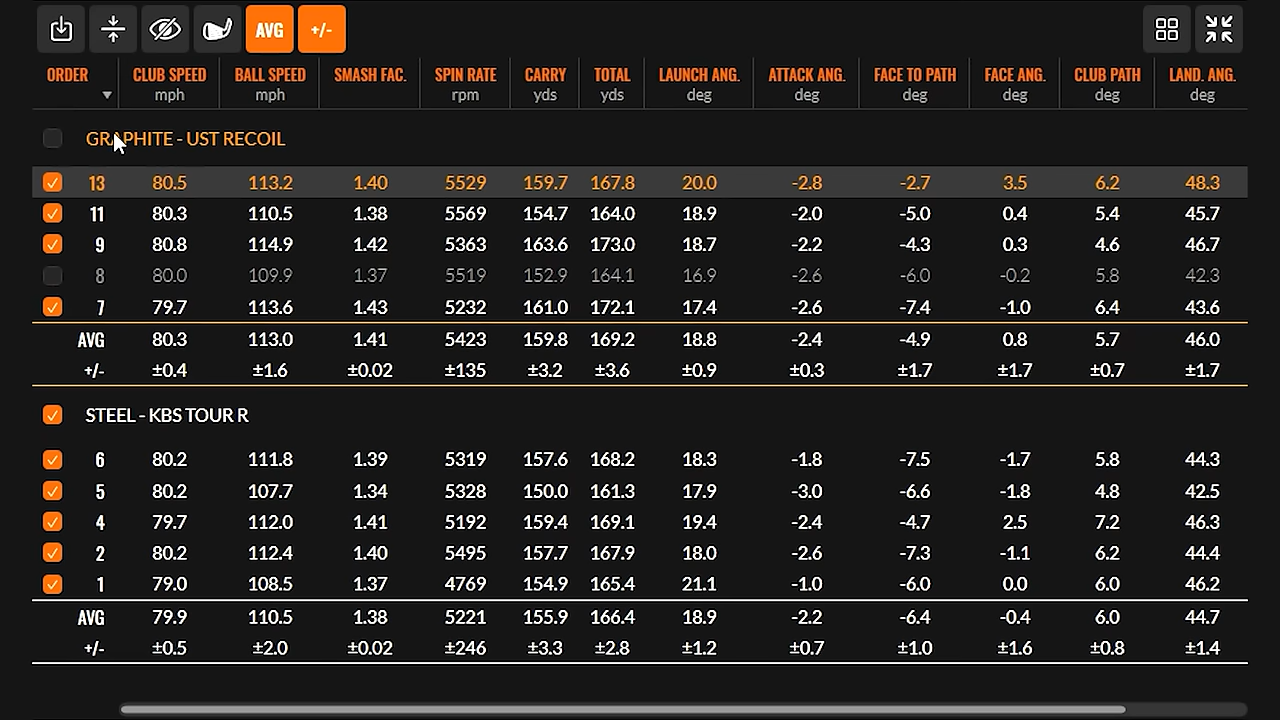 AVG +/-
ORDER CLUB SPEED BALL SPEED SMASH FAC. SPIN RATE CARRY TOTAL LAUNCH ANG. ATTACK ANG. FACE TO PATH FACE ANG. CLUB PATH LAND. ANG.
mph mph rpm yds yds deg deg deg deg deg deg
GRAPHITE - UST RECOIL
13 80.5 113.2 1.40 5529 159.7 167.8 20.0 -2.8 -2.7 3.5 6.2 48.3
11 80.3 110.5 1.38 5569 154.7 164.0 18.9 -2.0 -5.0 0.4 5.4 45.7
9 80.8 114.9 1.42 5363 163.6 173.0 18.7 -2.2 -4.3 0.3 4.6 46.7
8 80.0 109.9 1.37 5519 152.9 164.1 16.9 -2.6 -6.0 -0.2 5.8 42.3
7 79.7 113.6 1.43 5232 161.0 172.1 17.4 -2.6 -7.4 -1.0 6.4 43.6
AVG 80.3 113.0 1.41 5423 159.8 169.2 18.8 -2.4 -4.9 0.8 5.7 46.0
+/- ±0.4 ±1.6 ±0.02 ±135 ±3.2 ±3.6 ±0.9 ±0.3 ±1.7 ±1.7 ±0.7 ±1.7
STEEL - KBS TOUR R
6 80.2 111.8 1.39 5319 157.6 168.2 18.3 -1.8 -7.5 -1.7 5.8 44.3
5 80.2 107.7 1.34 5328 150.0 161.3 17.9 -3.0 -6.6 -1.8 4.8 42.5
4 79.7 112.0 1.41 5192 159.4 169.1 19.4 -2.4 -4.7 2.5 7.2 46.3
2 80.2 112.4 1.40 5495 157.7 167.9 18.0 -2.6 -7.3 -1.1 6.2 44.4
1 79.0 108.5 1.37 4769 154.9 165.4 21.1 -1.0 -6.0 0.0 6.0 46.2
AVG 79.9 110.5 1.38 5221 155.9 166.4 18.9 -2.2 -6.4 -0.4 6.0 44.7
+/- ±0.5 ±2.0 ±0.02 ±246 ±3.3 ±2.8 ±1.2 ±0.7 ±1.0 ±1.6 ±0.8 ±1.4